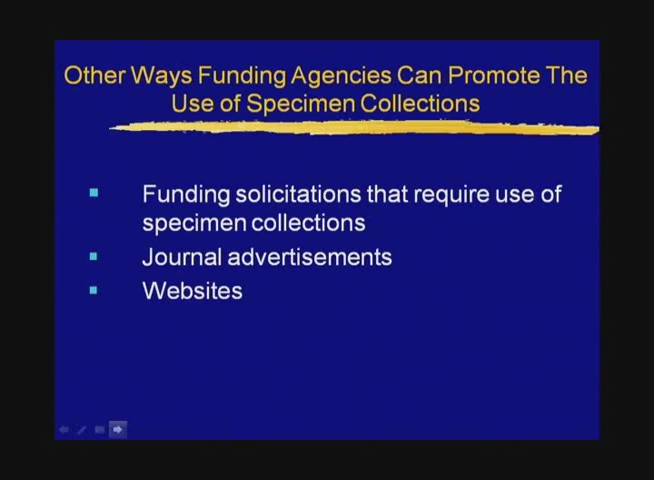 Other Ways Funding Agencies Can Promote The
Use of Specimen Collections
Funding solicitations that require use of
specimen collections
Journal advertisements
Websites